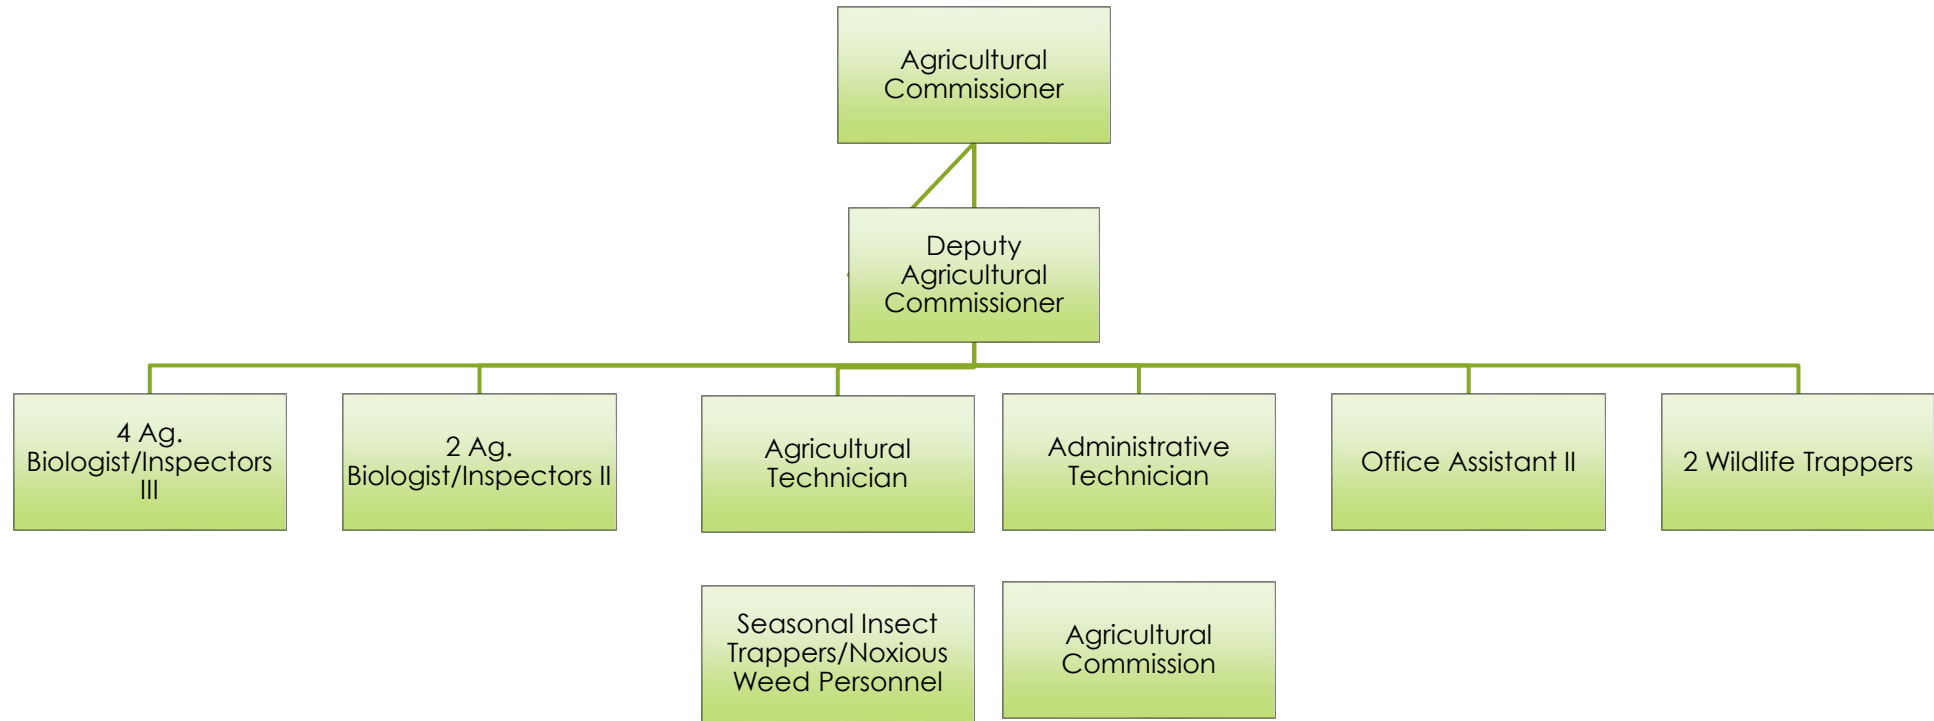 Agricultural
Commissioner
Deputy
Agricultural
Commissioner
4 Ag.
Biologist/Inspectors
III
2 Ag.
Biologist/Inspectors II
Agricultural
Technician
Administrative
Technician
Office Assistant II
2 Wildlife Trappers
Seasonal Insect
Trappers/Noxious
Weed Personnel
Agricultural
Commission